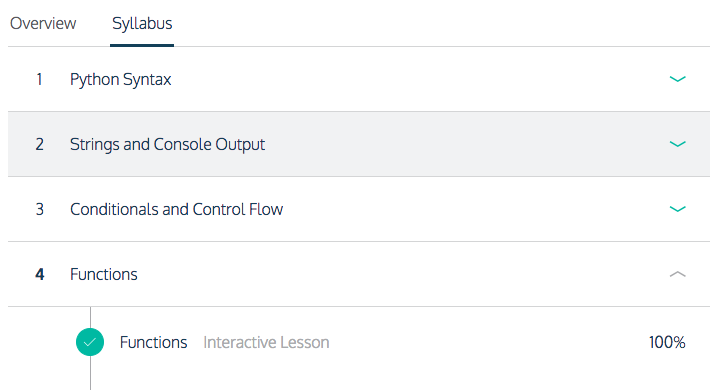 Overview Syllabus
1 Python Syntax
2 Strings and Console Output
3 Conditionals and Control Flow
4 Functions
Functions Interactive Lesson 100%